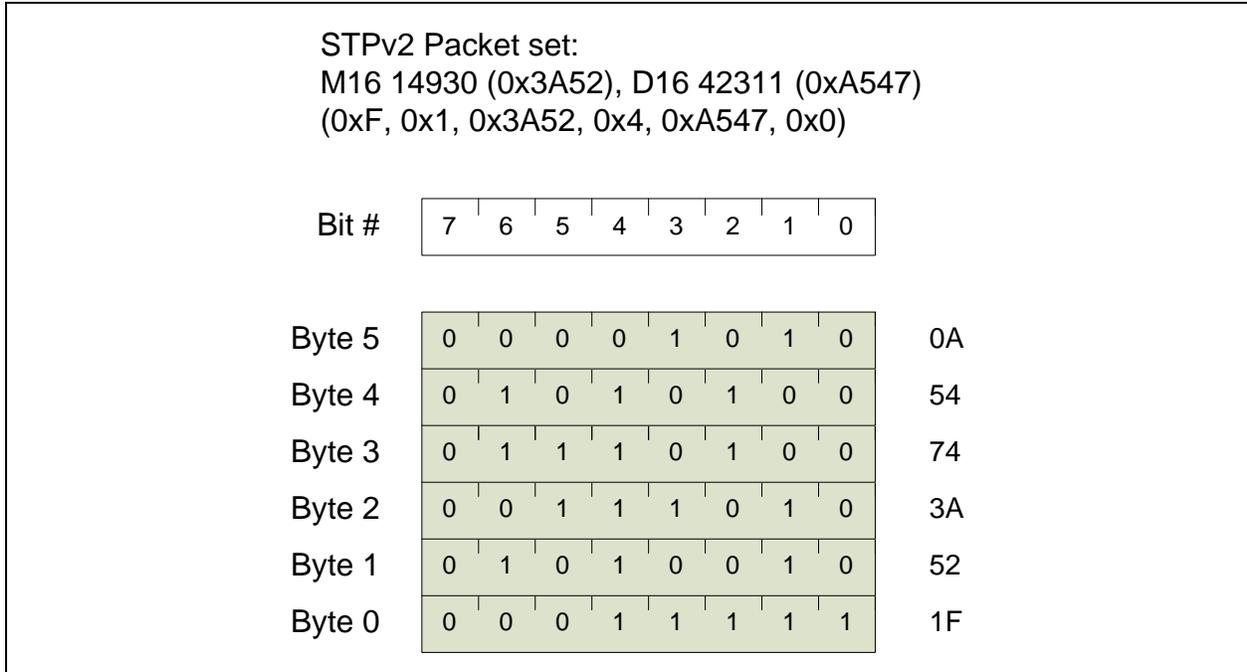 STPv2 Packet set:
M16 14930 (0x3A52), D16 42311 (0xA547)
(0xF, 0x1, 0x3A52, 0x4, 0xA547, 0x0)
Bit # 7 6 5 4 3 2 1 0
Byte 5 0 0 0 0 1 0 1 0 0A
Byte 4 0 1 0 1 0 1 0 0 54
Byte 3 0 1 1 1 0 1 0 0 74
Byte 2 0 0 1 1 1 0 1 0 3A
Byte 1 0 1 0 1 0 0 1 0 52
Byte 0 0 0 0 1 1 1 1 1 1F